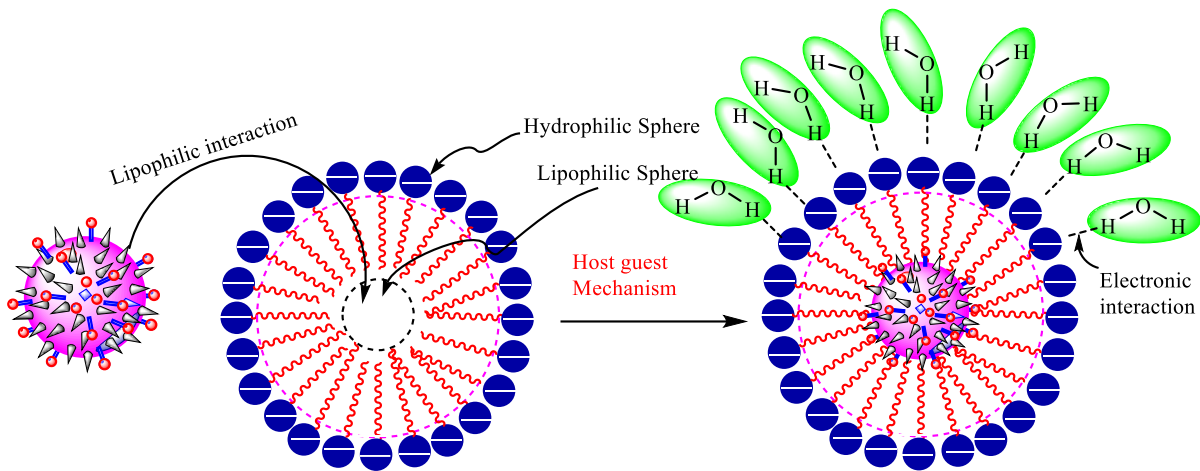 Lipophilic interaction
Hydrophilic Sphere
Lipophilic Sphere
Host guest
Mechanism
H O H
H O H
H O H
H O H
H O H
H O H
H O H
H O H
H O H
Electronic
interaction